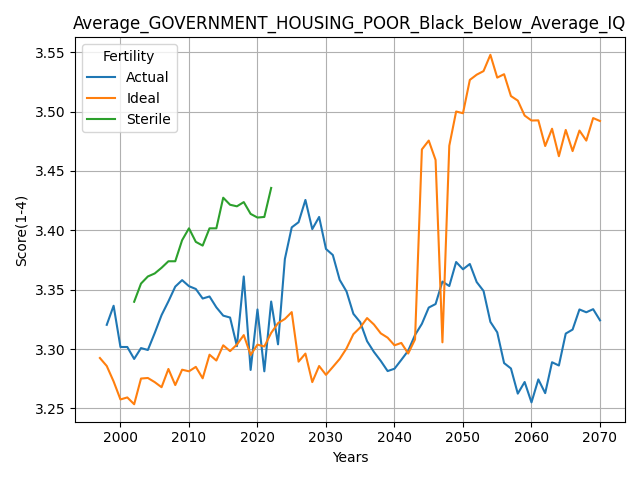 Average_GOVERNMENT_HOUSING_POOR_Black_Below_Average_IQ
Fertility
Actual
Ideal
Sterile
Score(1-4)
3.55
3.50
3.45
3.40
3.35
3.30
3.25
2000 2010 2020 2030 2040 2050 2060 2070
Years